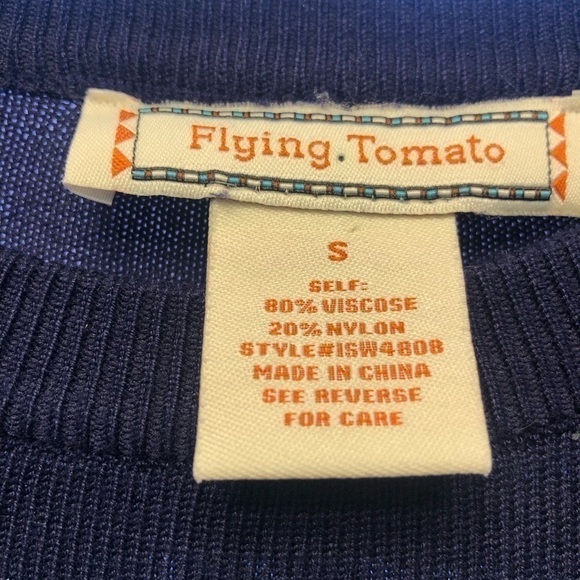 Flying.Tomato
S
SELF:
80% VISCOSE
20% NYLON
STYLE#ISW4808
MADE IN CHINA
SEE REVERSE
FOR CARE